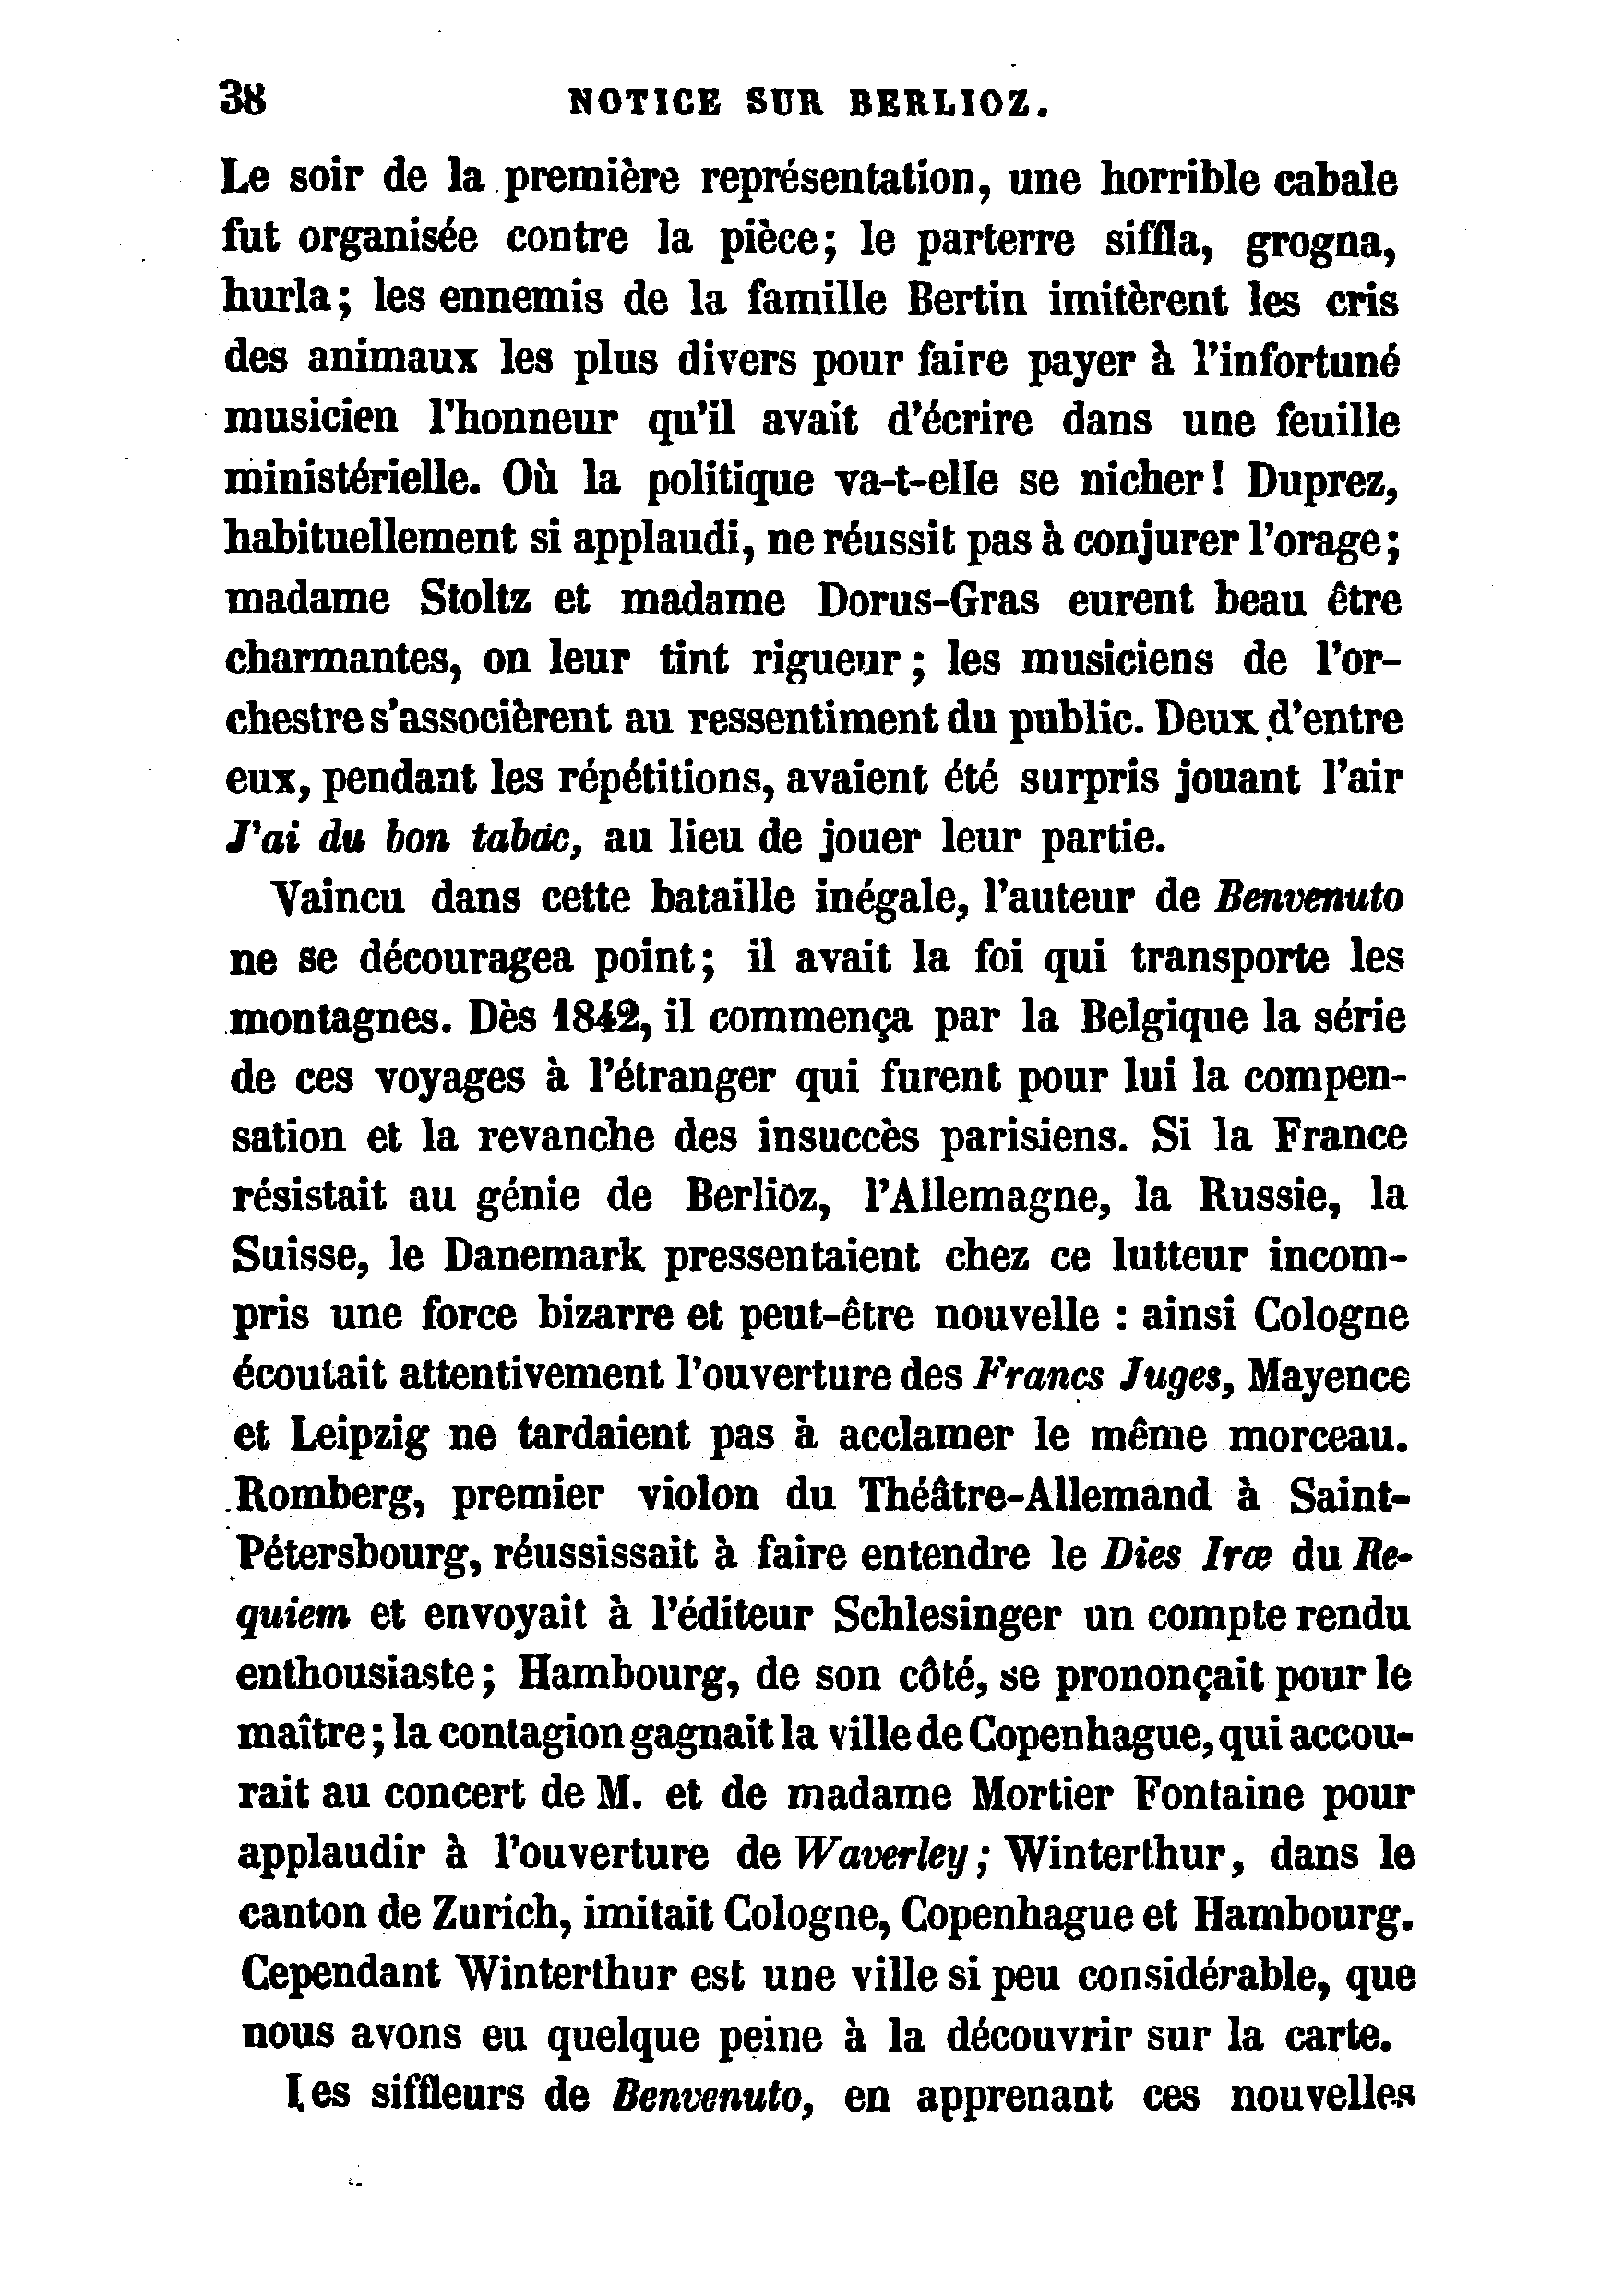 38 NOTICE SUR BERLIOZ.
Le soir de la première représentation, une horrible cabale
fut organisée contre la pièce; le parterre siffla, grogna,
hurla; les ennemis de la famille Bertin imitèrent les cris
des animaux les plus divers pour faire payer à l'infortuné
musicien l'honneur qu'il avait d'écrire dans une feuille
ministérielle. Où la politique va-t-elle se nicher! Duprez,
habituellement si applaudi, ne réussit pas à conjurer l'orage;
madame Stoltz et madame Dorus-Gras eurent beau être
charmantes, on leur tint rigueur; les musiciens de l'or-
chestre s'associèrent au ressentiment du public. Deux d'entre
eux, pendant les répétitions, avaient été surpris jouant l'air
J'ai du bon tabac, au lieu de jouer leur partie.
Vaincu dans cette bataille inégale, l'auteur de Benvenuto
ne se découragea point; il avait la foi qui transporte les
montagnes. Dès 1842, il commença par la Belgique la série
de ces voyages à l'étranger qui furent pour lui la compen-
sation et la revanche des insuccès parisiens. Si la France
résistait au génie de Berlioz, l'Allemagne, la Russie, la
Suisse, le Danemark pressentaient chez ce lutteur incom-
pris une force bizarre et peut-être nouvelle : ainsi Cologne
écoutait attentivement l'ouverture des Francs Juges, Mayence
et Leipzig ne tardaient pas à acclamer le même morceau.
Romberg, premier violon du Théâtre-Allemand à Saint-
Pétersbourg, réussissait à faire entendre le Dies Iræ du Re-
quiem et envoyait à l'éditeur Schlesinger un compte rendu
enthousiaste; Hambourg, de son côté, se prononçait pour le
maître; la contagion gagnait la ville de Copenhague, qui accou-
rait au concert de M. et de madame Mortier Fontaine pour
applaudir à l'ouverture de Waverley; Winterthur, dans le
canton de Zurich, imitait Cologne, Copenhague et Hambourg.
Cependant Winterthur est une ville si peu considérable, que
nous avons eu quelque peine à la découvrir sur la carte.
Les siffleurs de Benvenuto, en apprenant ces nouvelles